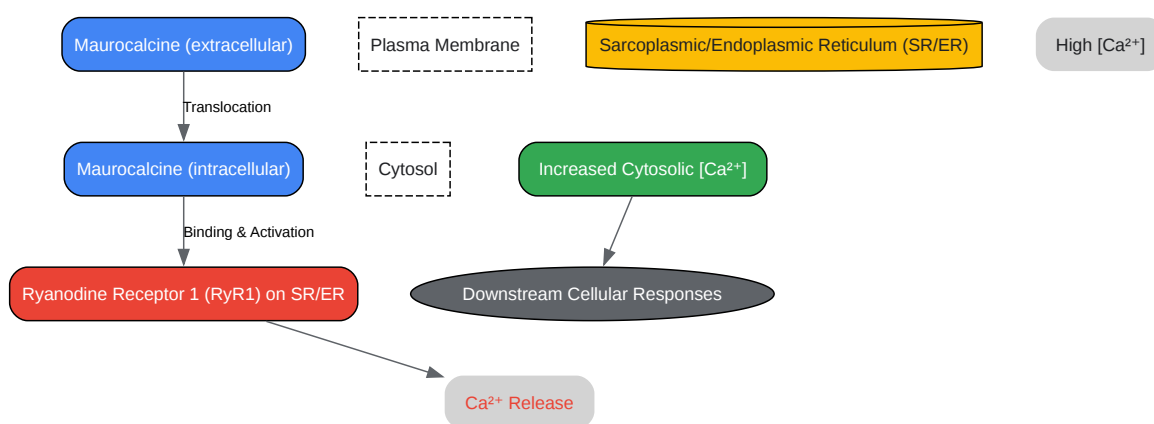 Maurocalcine (extracellular)
Plasma Membrane
Sarcoplasmic/Endoplasmic Reticulum (SR/ER)
High [Ca²⁺]
Translocation
Maurocalcine (intracellular)
Cytosol
Increased Cytosolic [Ca²⁺]
Binding & Activation
Ryanodine Receptor 1 (RyR1) on SR/ER
Downstream Cellular Responses
Ca²⁺ Release